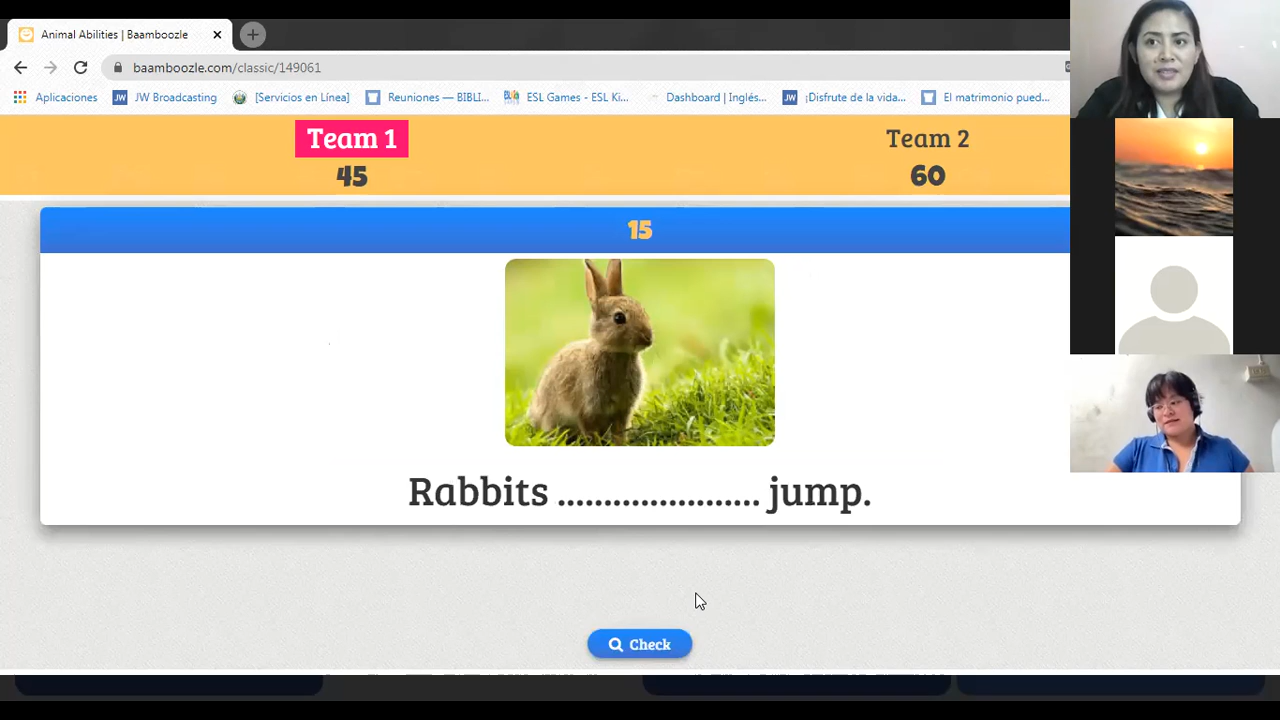 Animal Abilities | Baamboozle
baamboozle.com/classic/149061
Aplicaciones JW JW Broadcasting [Servicios en Línea] Reuniones — BIBLI... ESL Games - ESL Ki... Dashboard | Inglés... JW ¡Disfrute de la vida... El matrimonio pued...
Team 1 Team 2
45 60
15
Rabbits ...................... jump.
Check